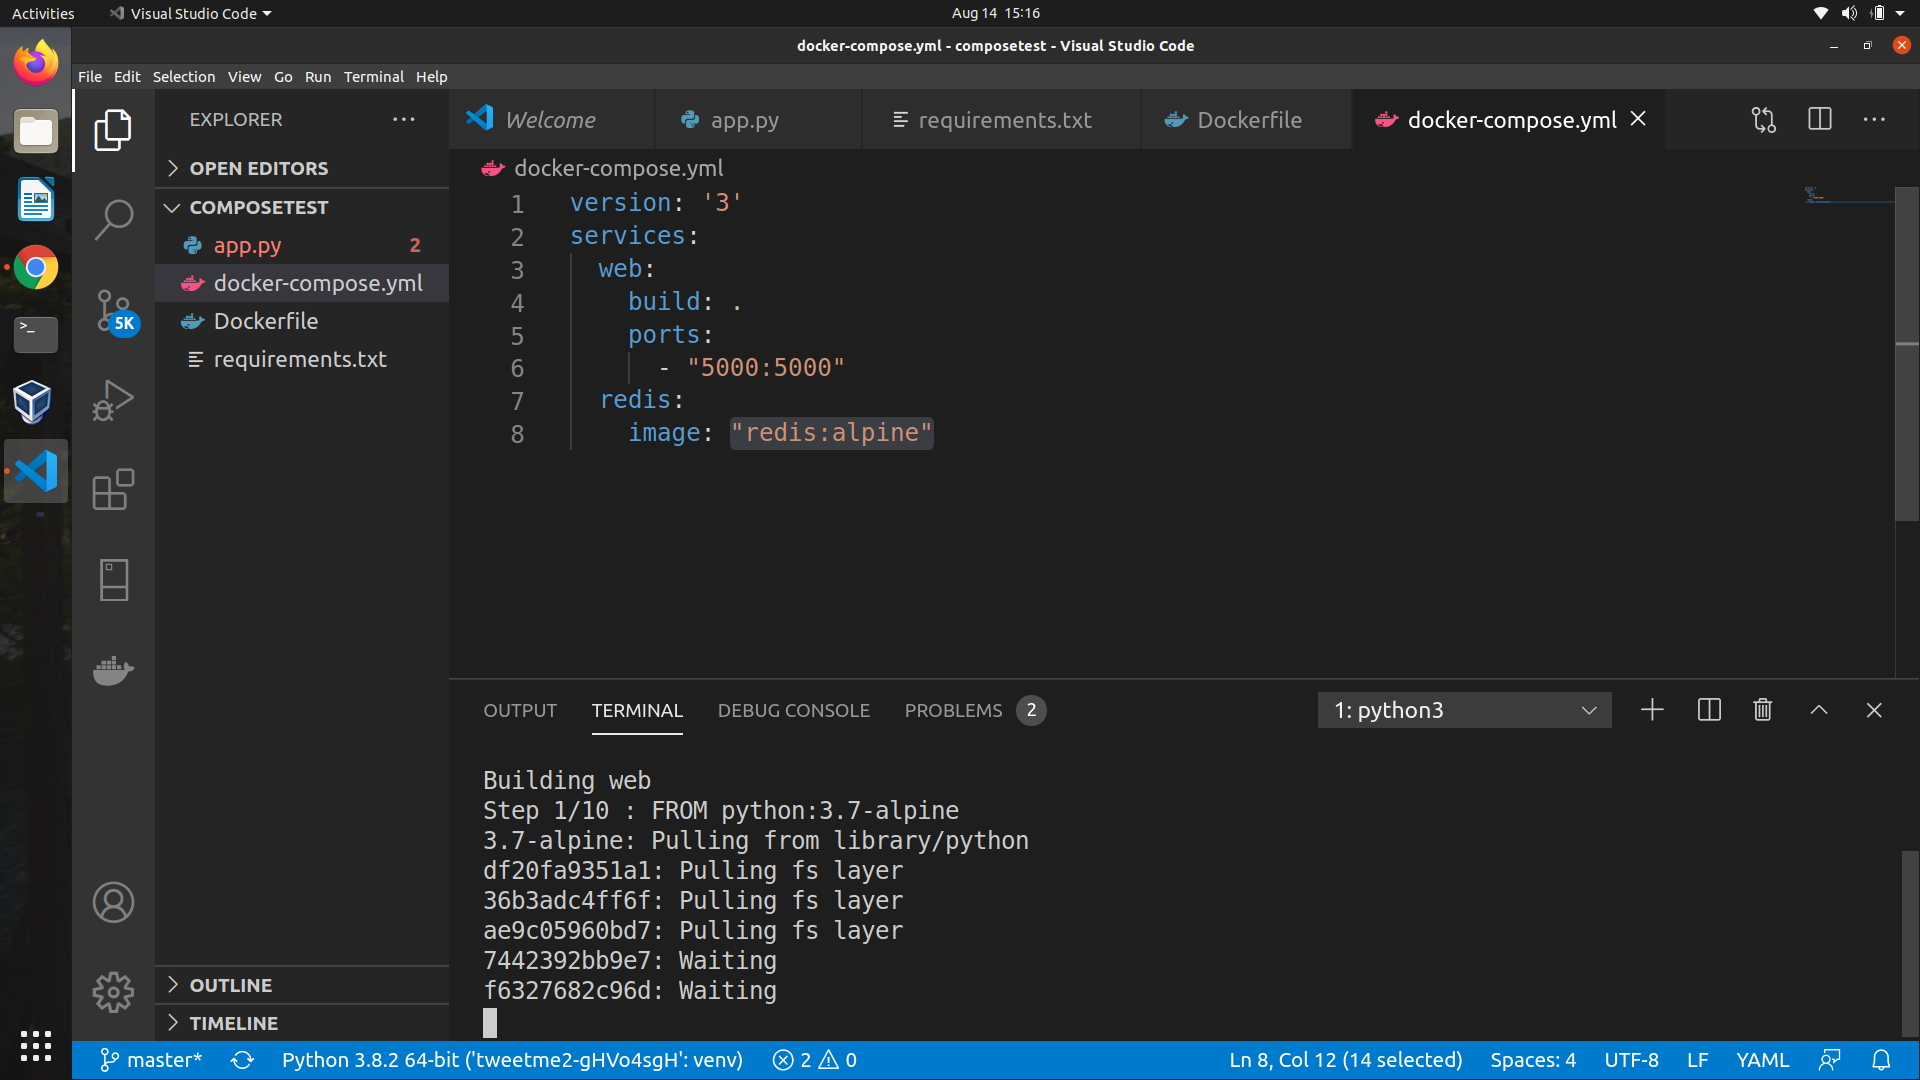 Activities Visual Studio Code Aug 14 15:16
docker-compose.yml - composetest - Visual Studio Code
File Edit Selection View Go Run Terminal Help
EXPLORER
OPEN EDITORS
COMPOSETEST
app.py 2
docker-compose.yml
Dockerfile
requirements.txt
5K
OUTLINE
TIMELINE
Welcome app.py requirements.txt Dockerfile docker-compose.yml
docker-compose.yml
1 version: '3'
2 services:
3 web:
4 build: .
5 ports:
6 - "5000:5000"
7 redis:
8 image: "redis:alpine"
OUTPUT TERMINAL DEBUG CONSOLE PROBLEMS 2 1: python3
Building web
Step 1/10 : FROM python:3.7-alpine
3.7-alpine: Pulling from library/python
df20fa9351a1: Pulling fs layer
36b3adc4ff6f: Pulling fs layer
ae9c05960bd7: Pulling fs layer
7442392bb9e7: Waiting
f6327682c96d: Waiting
master* Python 3.8.2 64-bit ('tweetme2-gHVo4sgH': venv) 2 0 Ln 8, Col 12 (14 selected) Spaces: 4 UTF-8 LF YAML